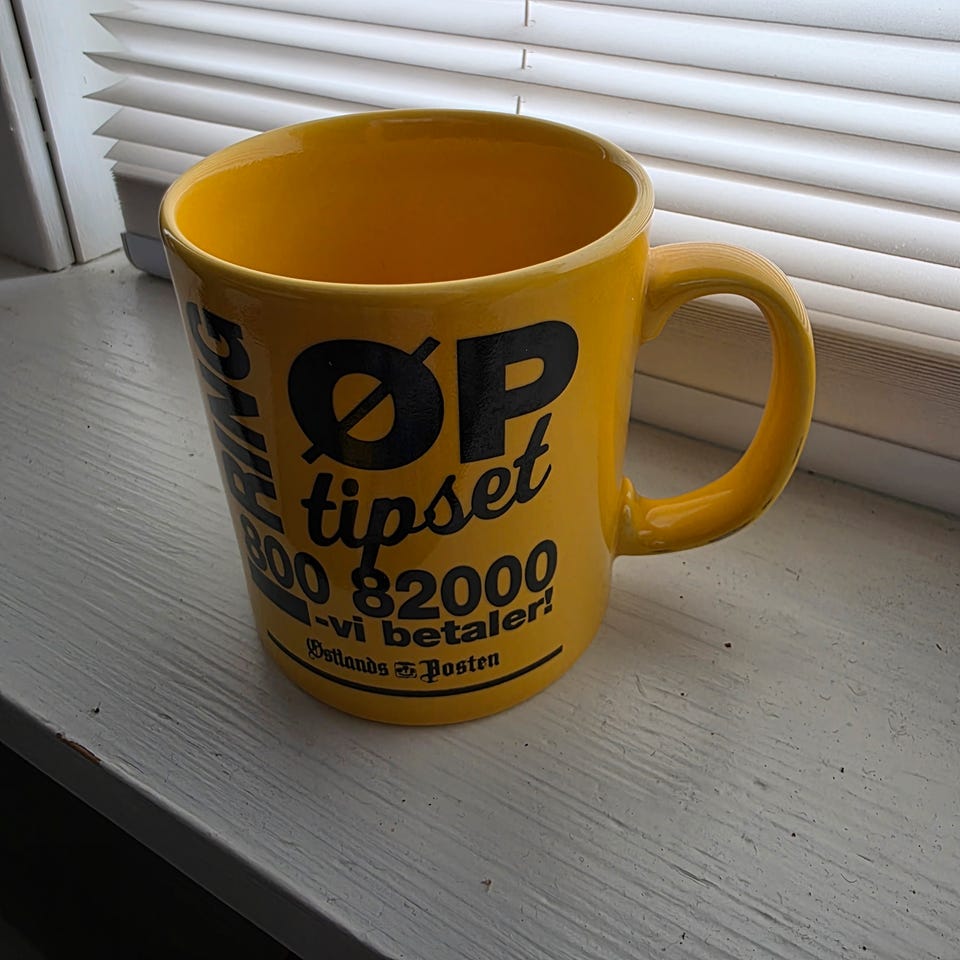 RING
ØP
tipset
800 82000
-vi betaler!
Østlands Posten